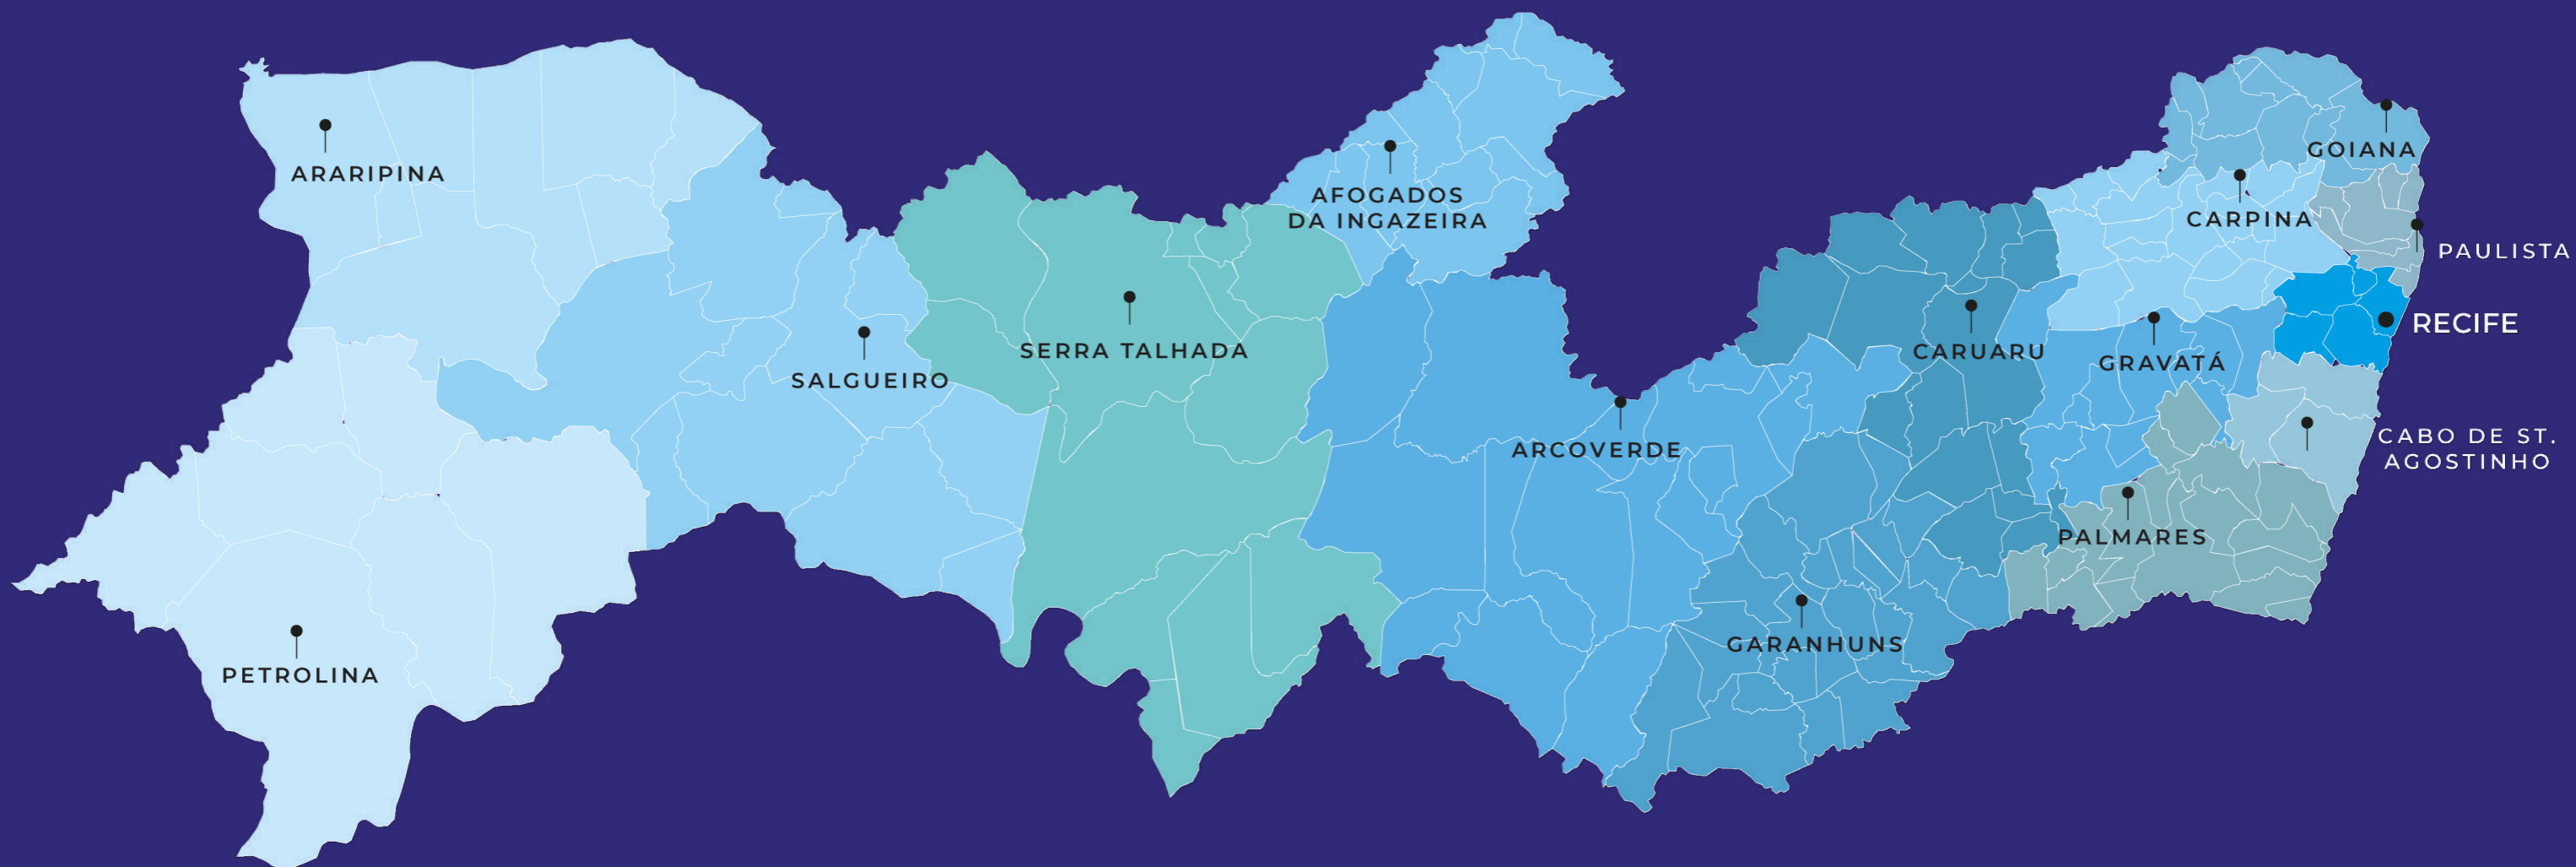 ARARIPINA
GOIANA
AFOGADOS
DA INGAZEIRA
CARPINA
PAULISTA
RECIFE
SERRA TALHADA
CARUARU
GRAVATÁ
SALGUEIRO
ARCOVERDE
CABO DE ST.
AGOSTINHO
PALMARES
GARANHUNS
PETROLINA